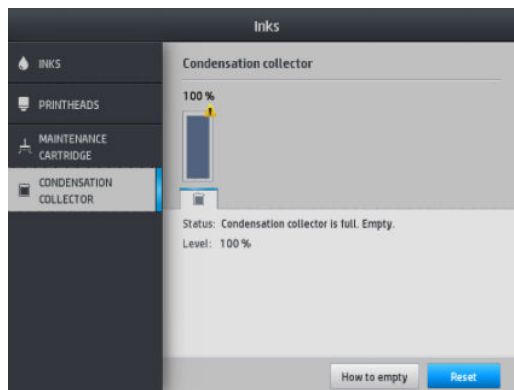 Inks
INKS
PRINTHEADS
MAINTENANCE
CARTRIDGE
CONDENSATION
COLLECTOR
Condensation collector
100 %
Status: Condensation collector is full. Empty.
Level: 100 %
How to empty
Reset